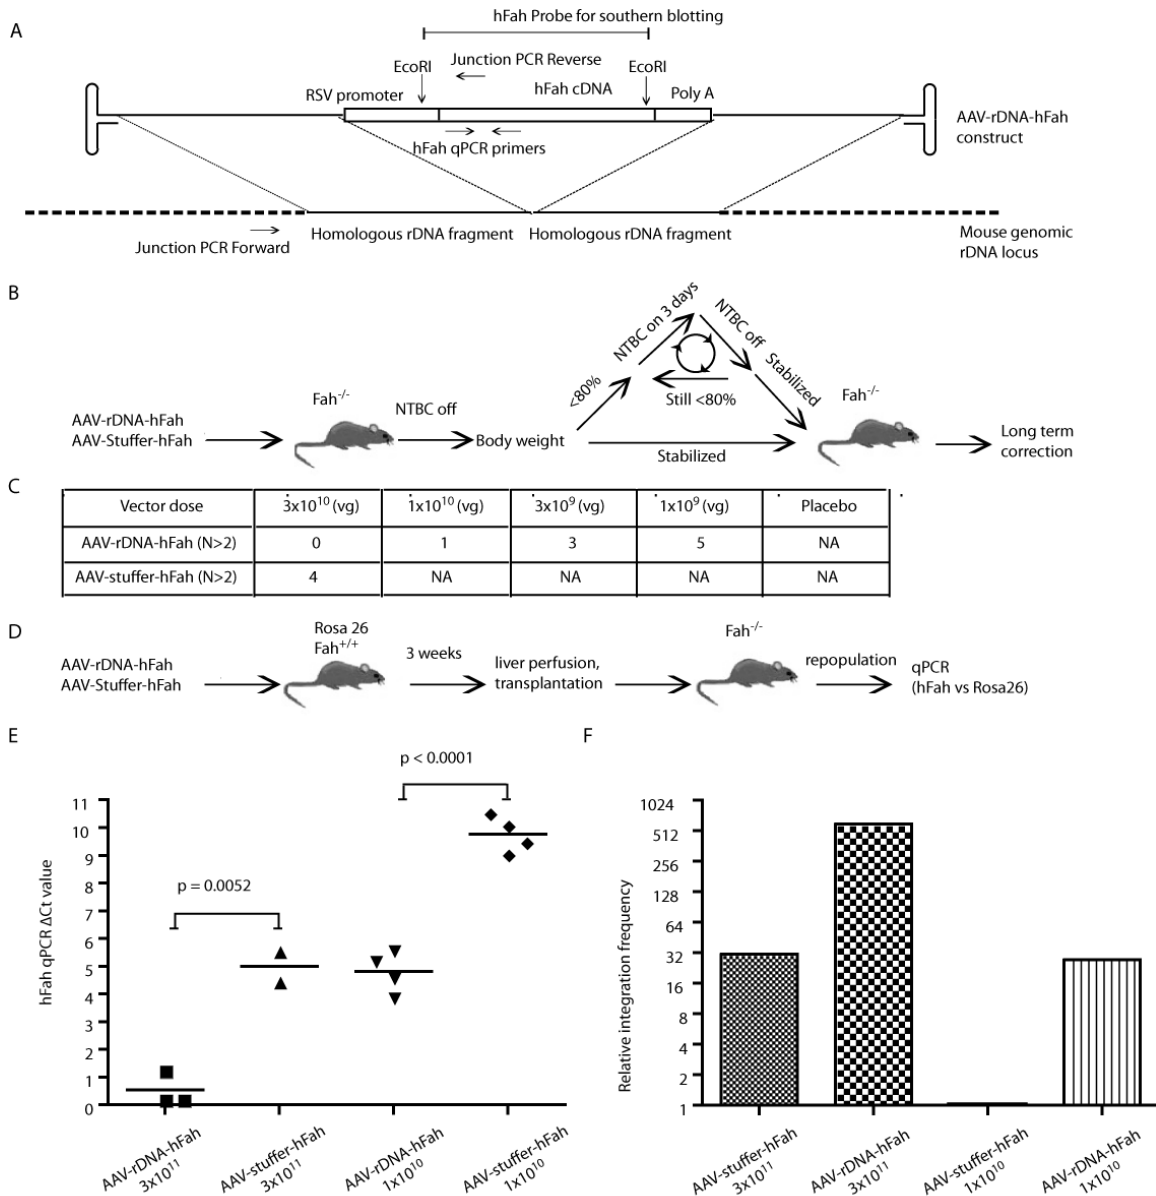 A
hFah Probe for southern blotting
Junction PCR Reverse
EcoRI
EcoRI
hFah cDNA
RSV promoter
Poly A
AAV-rDNA-hFah
construct
hFah qPCR primers
Junction PCR Forward
Homologous rDNA fragment
Homologous rDNA fragment
Mouse genomic
rDNA locus
B
AAV-rDNA-hFah
AAV-Stuffer-hFah
Fah-/-
NTBC off
Body weight
<80%
NTBC on 3 days
NTBC off
Stabilized
Still <80%
Stabilized
Fah-/-
Long term
correction
C
Vector dose 3x10^10 (vg) 1x10^10 (vg) 3x10^9 (vg) 1x10^9 (vg) Placebo
AAV-rDNA-hFah (N>2) 0 1 3 5 NA
AAV-stuffer-hFah (N>2) 4 NA NA NA NA
D
AAV-rDNA-hFah
AAV-Stuffer-hFah
Rosa 26
Fah+/+
3 weeks
liver perfusion,
transplantation
Fah-/-
repopulation
qPCR
(hFah vs Rosa26)
E
hFah qPCR ΔCt value
11
10
9
8
7
6
5
4
3
2
1
0
p = 0.0052
p < 0.0001
AAV-rDNA-hFah
3x10^11
AAV-stuffer-hFah
3x10^11
AAV-rDNA-hFah
1x10^10
AAV-stuffer-hFah
1x10^10
F
Relative integration frequency
1024
512
256
128
64
32
16
8
4
2
1
AAV-stuffer-hFah
3x10^11
AAV-rDNA-hFah
3x10^11
AAV-stuffer-hFah
1x10^10
AAV-rDNA-hFah
1x10^10